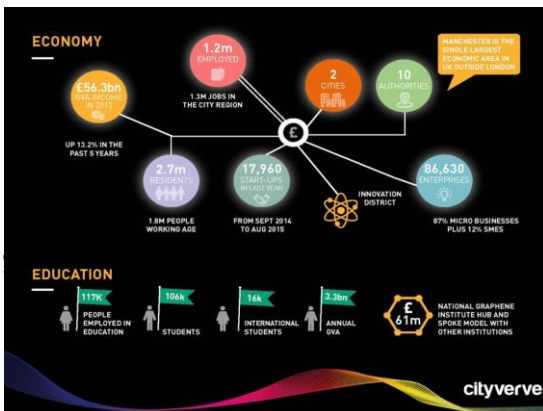 ECONOMY
MANCHESTER IS THE
SINGLE LARGEST
ECONOMIC AREA IN
UK OUTSIDE LONDON
1.2m
EMPLOYED
1.3M JOBS IN
THE CITY REGION
2
CITIES
10
AUTHORITIES
£56.3bn
GVA INCOME
IN 2013
UP 13.2% IN THE
PAST 5 YEARS
£
2.7m
RESIDENTS
1.8M PEOPLE
WORKING AGE
17,960
START-UPS
IN LAST YEAR
FROM SEPT 2014
TO AUG 2015
INNOVATION
DISTRICT
86,630
ENTERPRISES
87% MICRO BUSINESSES
PLUS 12% SMES
EDUCATION
117K
PEOPLE
EMPLOYED IN
EDUCATION
106k
STUDENTS
16k
INTERNATIONAL
STUDENTS
3.3bn
ANNUAL
GVA
£
61m
NATIONAL GRAPHENE
INSTITUTE HUB AND
SPOKE MODEL WITH
OTHER INSTITUTIONS
cityverve